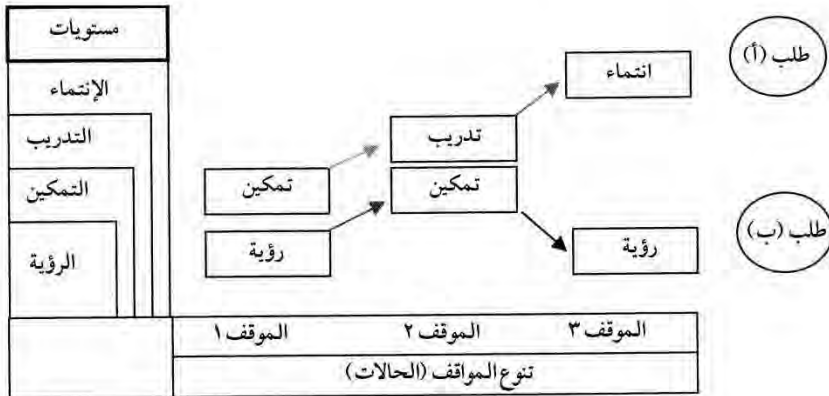 مستويات
الإنتماء
التدريب
التمكين
الرؤية
طلب (أ)
انتماء
تدريب
تمكين
تمكين
رؤية
رؤية
طلب (ب)
الموقف ١
الموقف ٢
الموقف ٣
تنوع المواقف (الحالات)